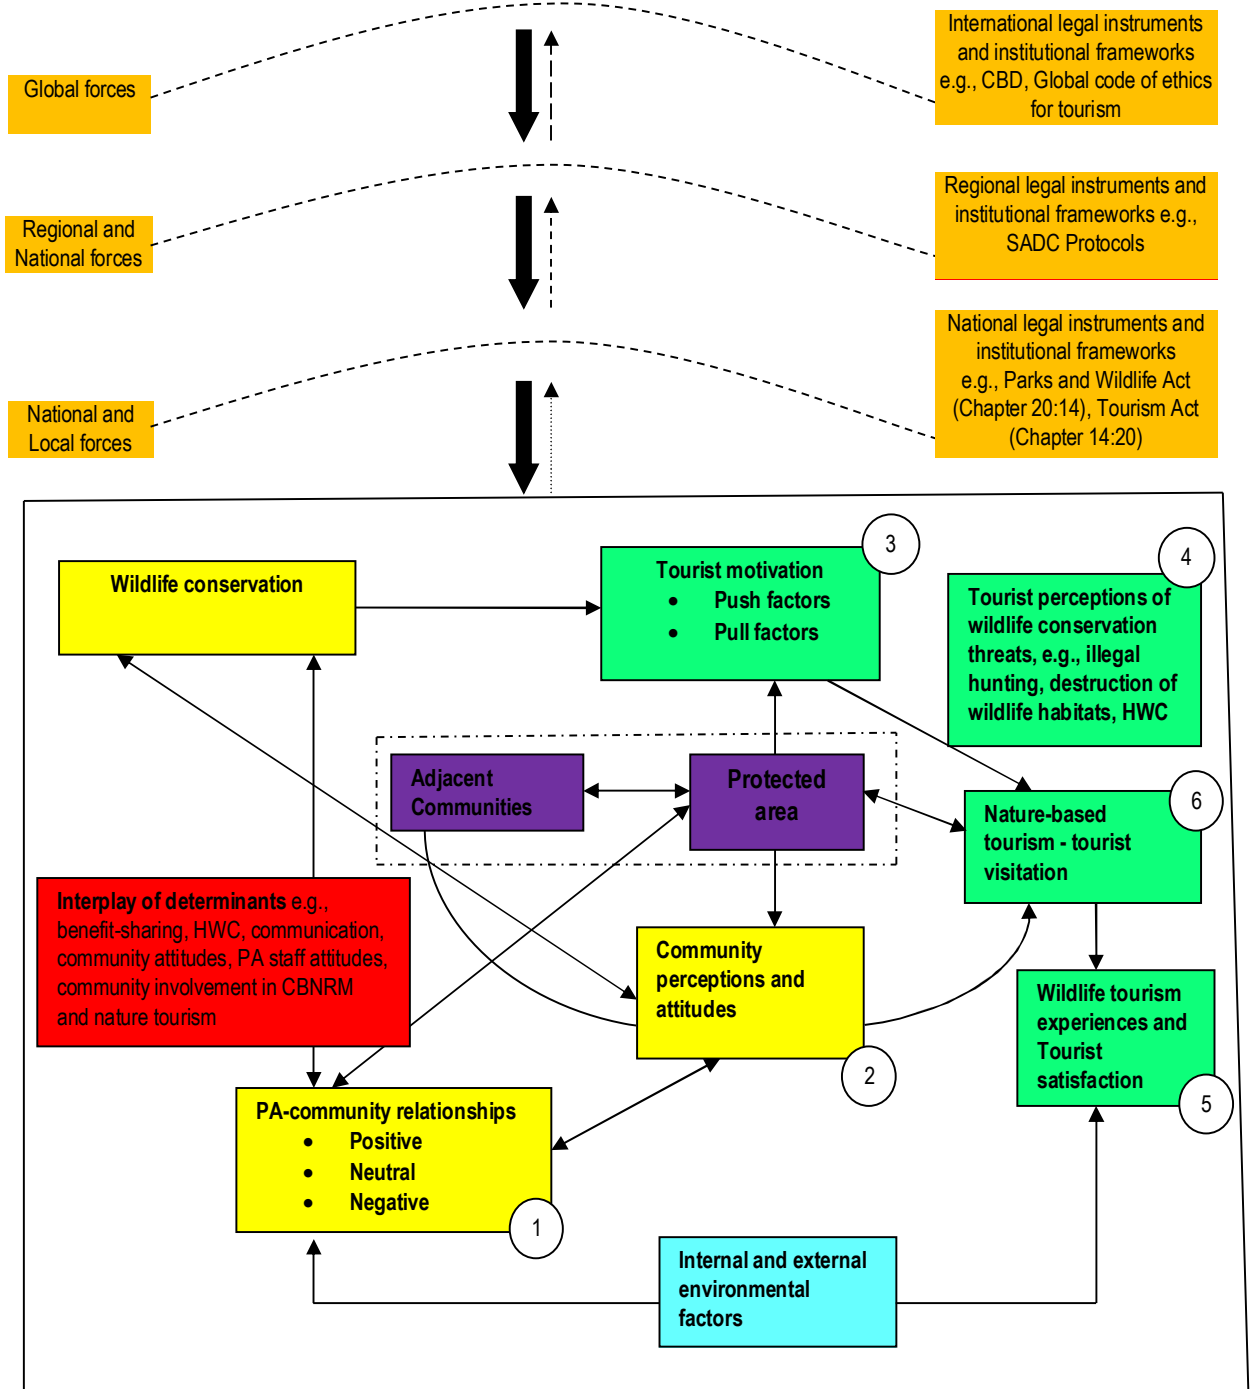 Global forces
International legal instruments
and institutional frameworks
e.g., CBD, Global code of ethics
for tourism
Regional and
National forces
Regional legal instruments and
institutional frameworks e.g.,
SADC Protocols
National and
Local forces
National legal instruments and
institutional frameworks
e.g., Parks and Wildlife Act
(Chapter 20:14), Tourism Act
(Chapter 14:20)
Wildlife conservation
3
Tourist motivation
• Push factors
• Pull factors
4
Tourist perceptions of
wildlife conservation
threats, e.g., illegal
hunting, destruction of
wildlife habitats, HWC
Adjacent
Communities
Protected
area
6
Nature-based
tourism - tourist
visitation
Interplay of determinants e.g.,
benefit-sharing, HWC, communication,
community attitudes, PA staff attitudes,
community involvement in CBNRM
and nature tourism
Community
perceptions and
attitudes
2
Wildlife tourism
experiences and
Tourist
satisfaction
5
PA-community relationships
• Positive
• Neutral
• Negative
1
Internal and external
environmental
factors